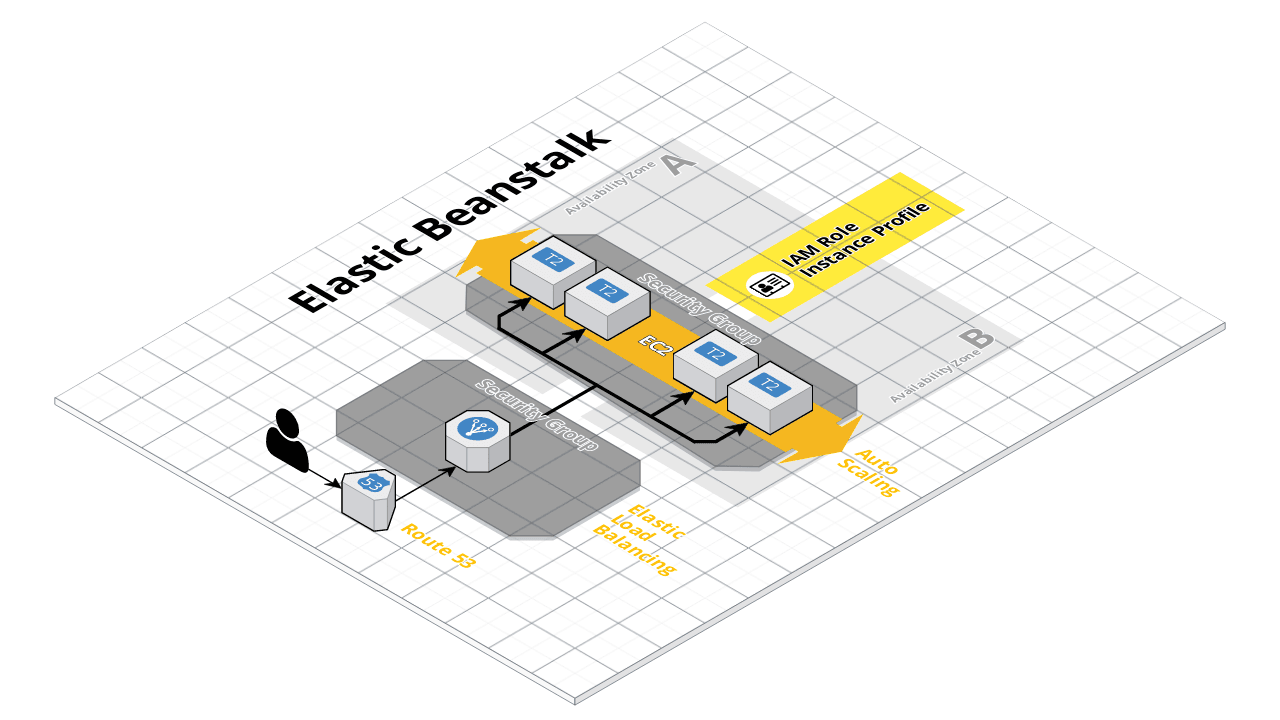 Elastic Beanstalk
Availability Zone
A
IAM Role
Instance Profile
T2
T2
Security Group
EC2
T2
T2
Availability Zone
B
Security Group
53
Route 53
Elastic
Load
Balancing
Auto
Scaling